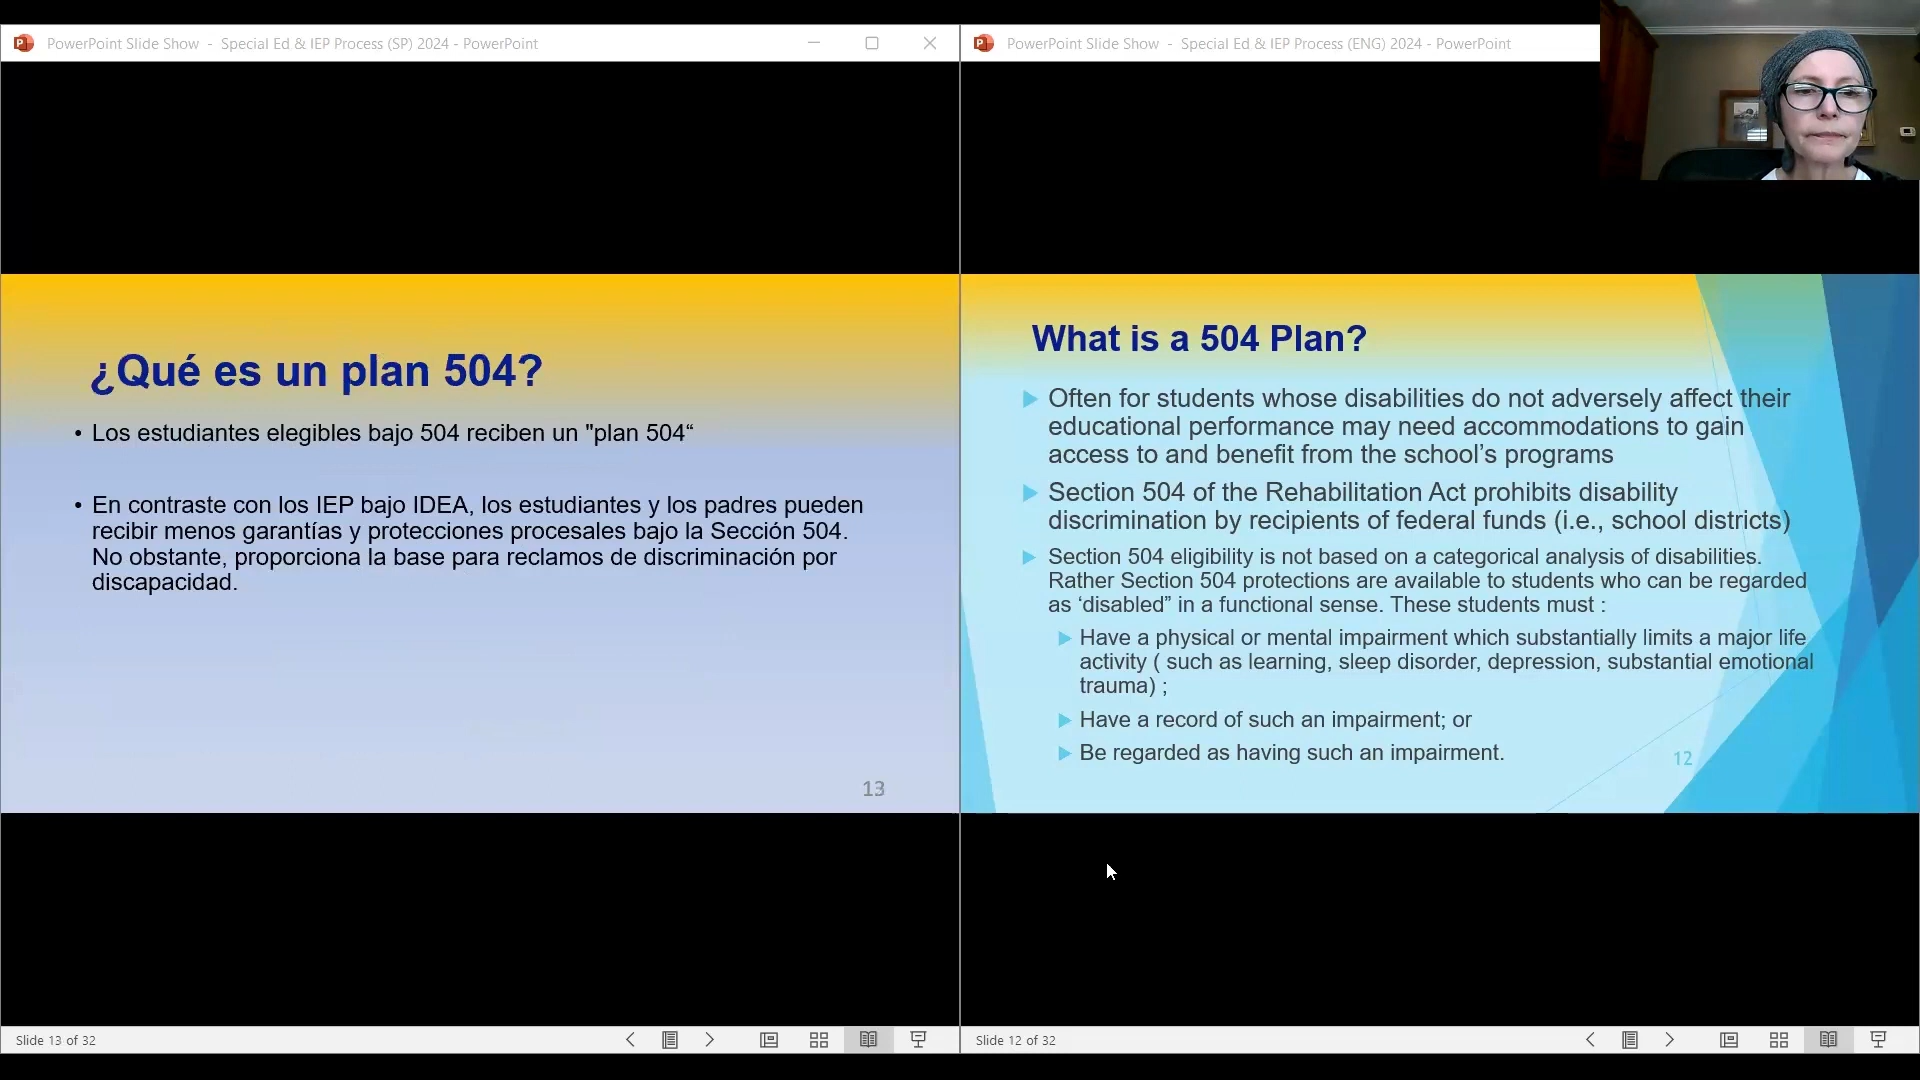 PowerPoint Slide Show - Special Ed & IEP Process (SP) 2024 - PowerPoint
¿Qué es un plan 504?
• Los estudiantes elegibles bajo 504 reciben un "plan 504“
• En contraste con los IEP bajo IDEA, los estudiantes y los padres pueden
recibir menos garantías y protecciones procesales bajo la Sección 504.
No obstante, proporciona la base para reclamos de discriminación por
discapacidad.
13
Slide 13 of 32
PowerPoint Slide Show - Special Ed & IEP Process (ENG) 2024 - PowerPoint
What is a 504 Plan?
Often for students whose disabilities do not adversely affect their
educational performance may need accommodations to gain
access to and benefit from the school’s programs
Section 504 of the Rehabilitation Act prohibits disability
discrimination by recipients of federal funds (i.e., school districts)
Section 504 eligibility is not based on a categorical analysis of disabilities.
Rather Section 504 protections are available to students who can be regarded
as ‘disabled” in a functional sense. These students must :
Have a physical or mental impairment which substantially limits a major life
activity ( such as learning, sleep disorder, depression, substantial emotional
trauma) ;
Have a record of such an impairment; or
Be regarded as having such an impairment.
12
Slide 12 of 32